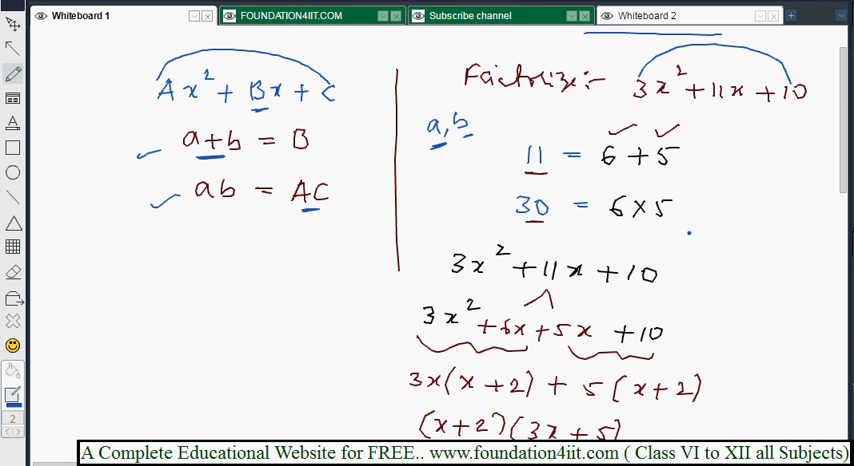 Whiteboard 1
FOUNDATION4IIT.COM
Subscribe channel
Whiteboard 2
Ax² + Bx + C
a+b = B
ab = AC
Factorize:- 3x² + 11x + 10
a, b
11 = 6 + 5
30 = 6 × 5
3x² + 11x + 10
3x² + 6x + 5x + 10
3x(x + 2) + 5(x + 2)
(x + 2)(3x + 5)
2
A Complete Educational Website for FREE.. www.foundation4iit.com ( Class VI to XII all Subjects)